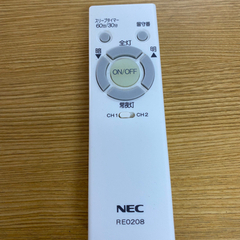 スリープタイマー
60分/30分
留守番
全灯
明
明
ON/OFF
常夜灯
CH1
CH2
NEC
RE0208